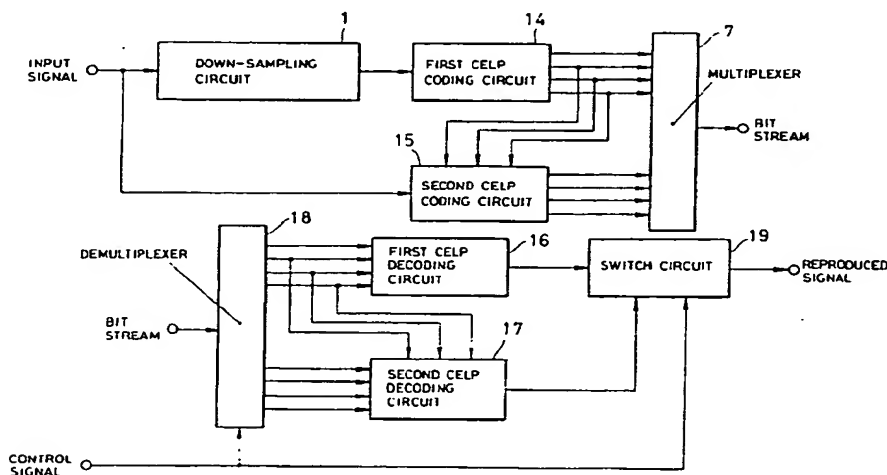 1
14
7
INPUT
SIGNAL
DOWN-SAMPLING
CIRCUIT
FIRST CELP
CODING CIRCUIT
MULTIPLEXER
BIT
STREAM
15
SECOND CELP
CODING CIRCUIT
18
16
19
DEMULTIPLEXER
FIRST CELP
DECODING
CIRCUIT
SWITCH CIRCUIT
REPRODUCED
SIGNAL
BIT
STREAM
17
SECOND CELP
DECODING
CIRCUIT
CONTROL
SIGNAL